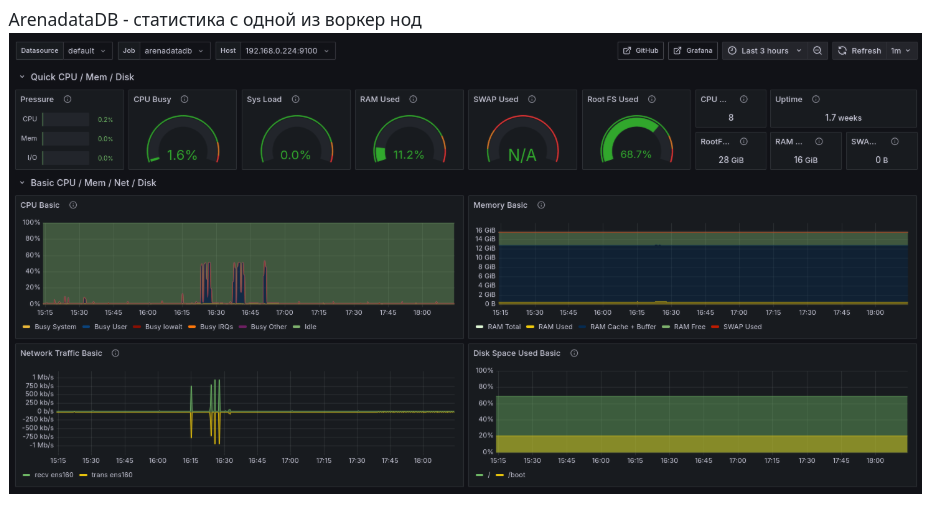 ArenadataDB - статистика с одной из воркер нод
Datasource default Job arenadatadb Host 192.168.0.224:9100 GitHub Grafana Last 3 hours Refresh 1m
Quick CPU / Mem / Disk
Pressure CPU Busy Sys Load RAM Used SWAP Used Root FS Used CPU ... Uptime
CPU 0.2%
Mem 0.0%
I/O 0.0%
1.6% 0.0% 11.2% N/A 68.7%
8 1.7 weeks
RootF... RAM ... SWA...
28 GiB 16 GiB 0 B
Basic CPU / Mem / Net / Disk
CPU Basic
100%
80%
60%
40%
20%
0%
15:15 15:30 15:45 16:00 16:15 16:30 16:45 17:00 17:15 17:30 17:45 18:00
Busy System Busy User Busy Iowait Busy IRQs Busy Other Idle
Memory Basic
16 GiB
14 GiB
12 GiB
10 GiB
8 GiB
6 GiB
4 GiB
2 GiB
0 B
15:15 15:30 15:45 16:00 16:15 16:30 16:45 17:00 17:15 17:30 17:45 18:00
RAM Total RAM Used RAM Cache + Buffer RAM Free SWAP Used
Network Traffic Basic
1 Mb/s
750 kb/s
500 kb/s
250 kb/s
0 b/s
-250 kb/s
-500 kb/s
-750 kb/s
-1 Mb/s
15:15 15:30 15:45 16:00 16:15 16:30 16:45 17:00 17:15 17:30 17:45 18:00
recv ens160 trans ens160
Disk Space Used Basic
100%
80%
60%
40%
20%
0%
15:15 15:30 15:45 16:00 16:15 16:30 16:45 17:00 17:15 17:30 17:45 18:00
/ /boot